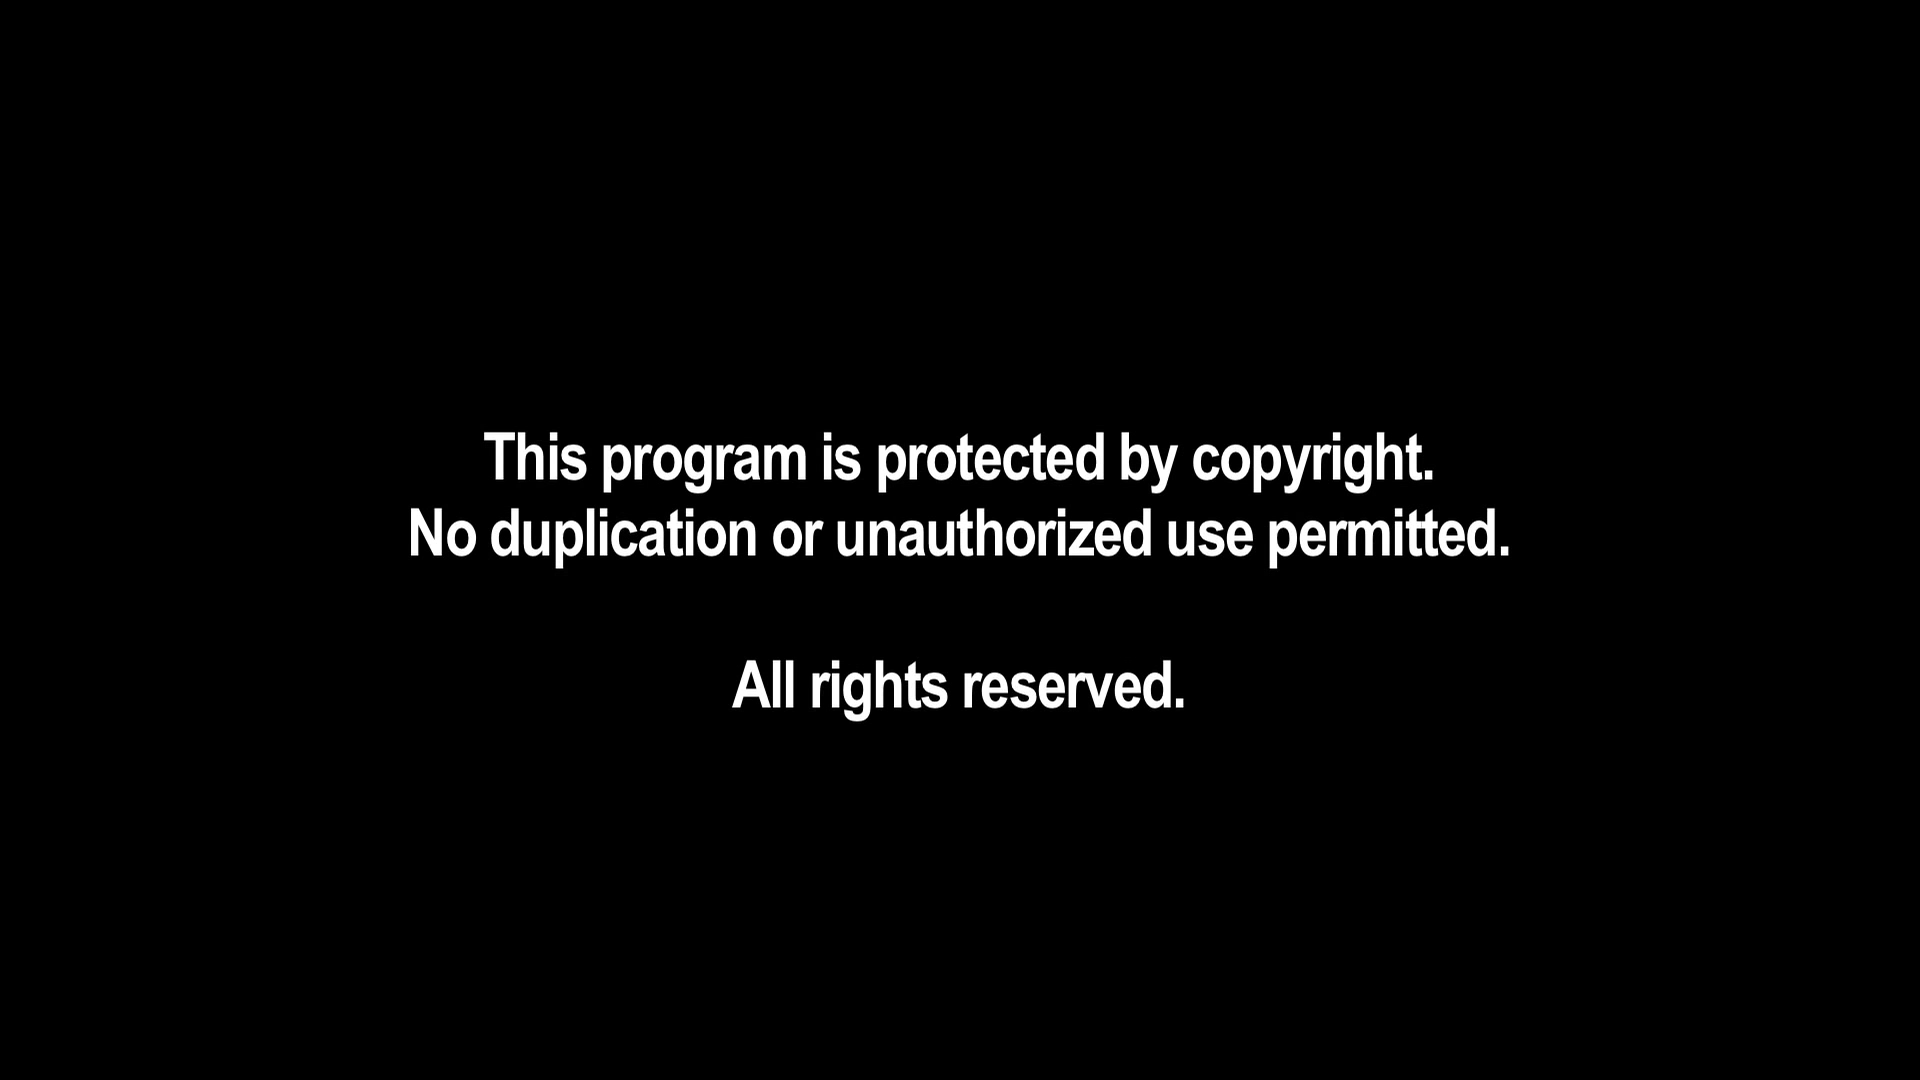 This program is protected by copyright.
No duplication or unauthorized use permitted.
All rights reserved.